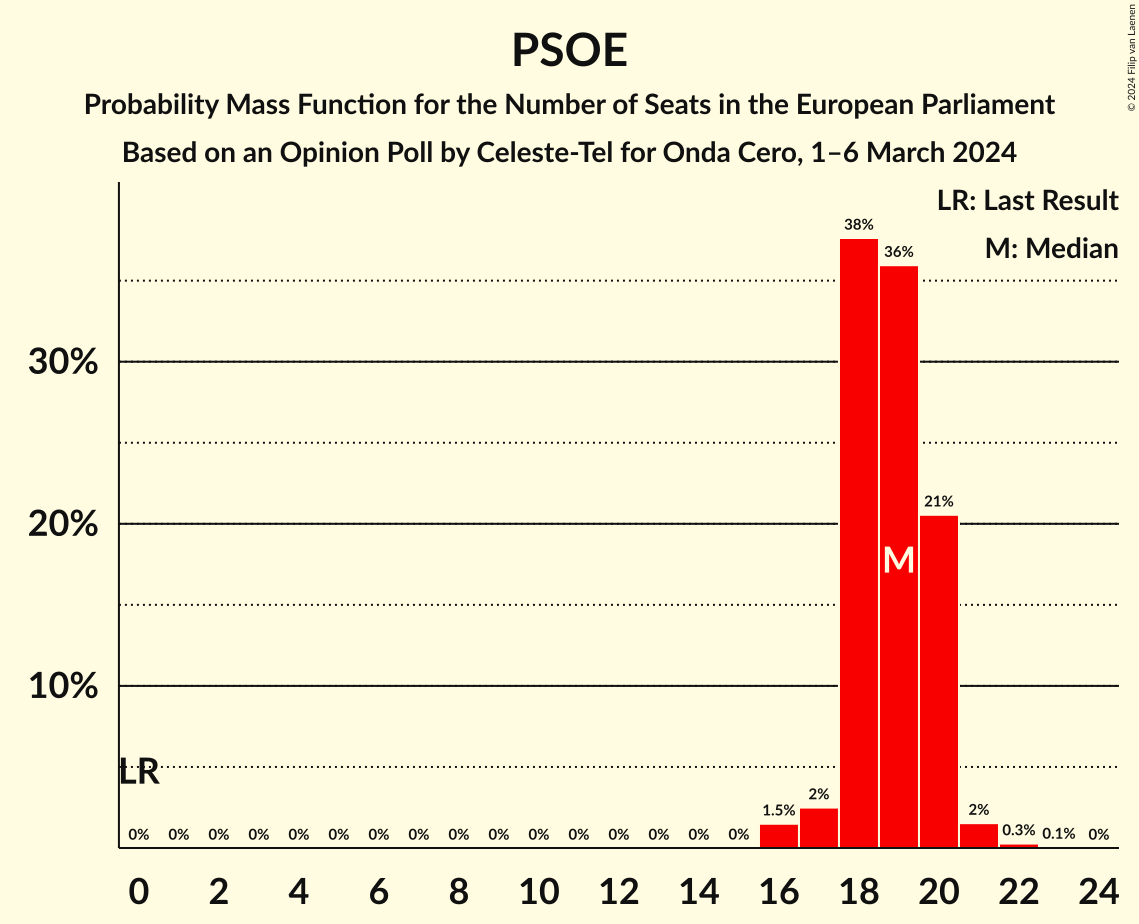 PSOE
Probability Mass Function for the Number of Seats in the European Parliament
Based on an Opinion Poll by Celeste-Tel for Onda Cero, 1–6 March 2024
© 2024 Filip van Laenen
LR: Last Result
M: Median
30%
20%
10%
LR
M
0% 0% 0% 0% 0% 0% 0% 0% 0% 0% 0% 0% 0% 0% 0% 0% 1.5% 2% 38% 36% 21% 2% 0.3% 0.1% 0%
0 2 4 6 8 10 12 14 16 18 20 22 24